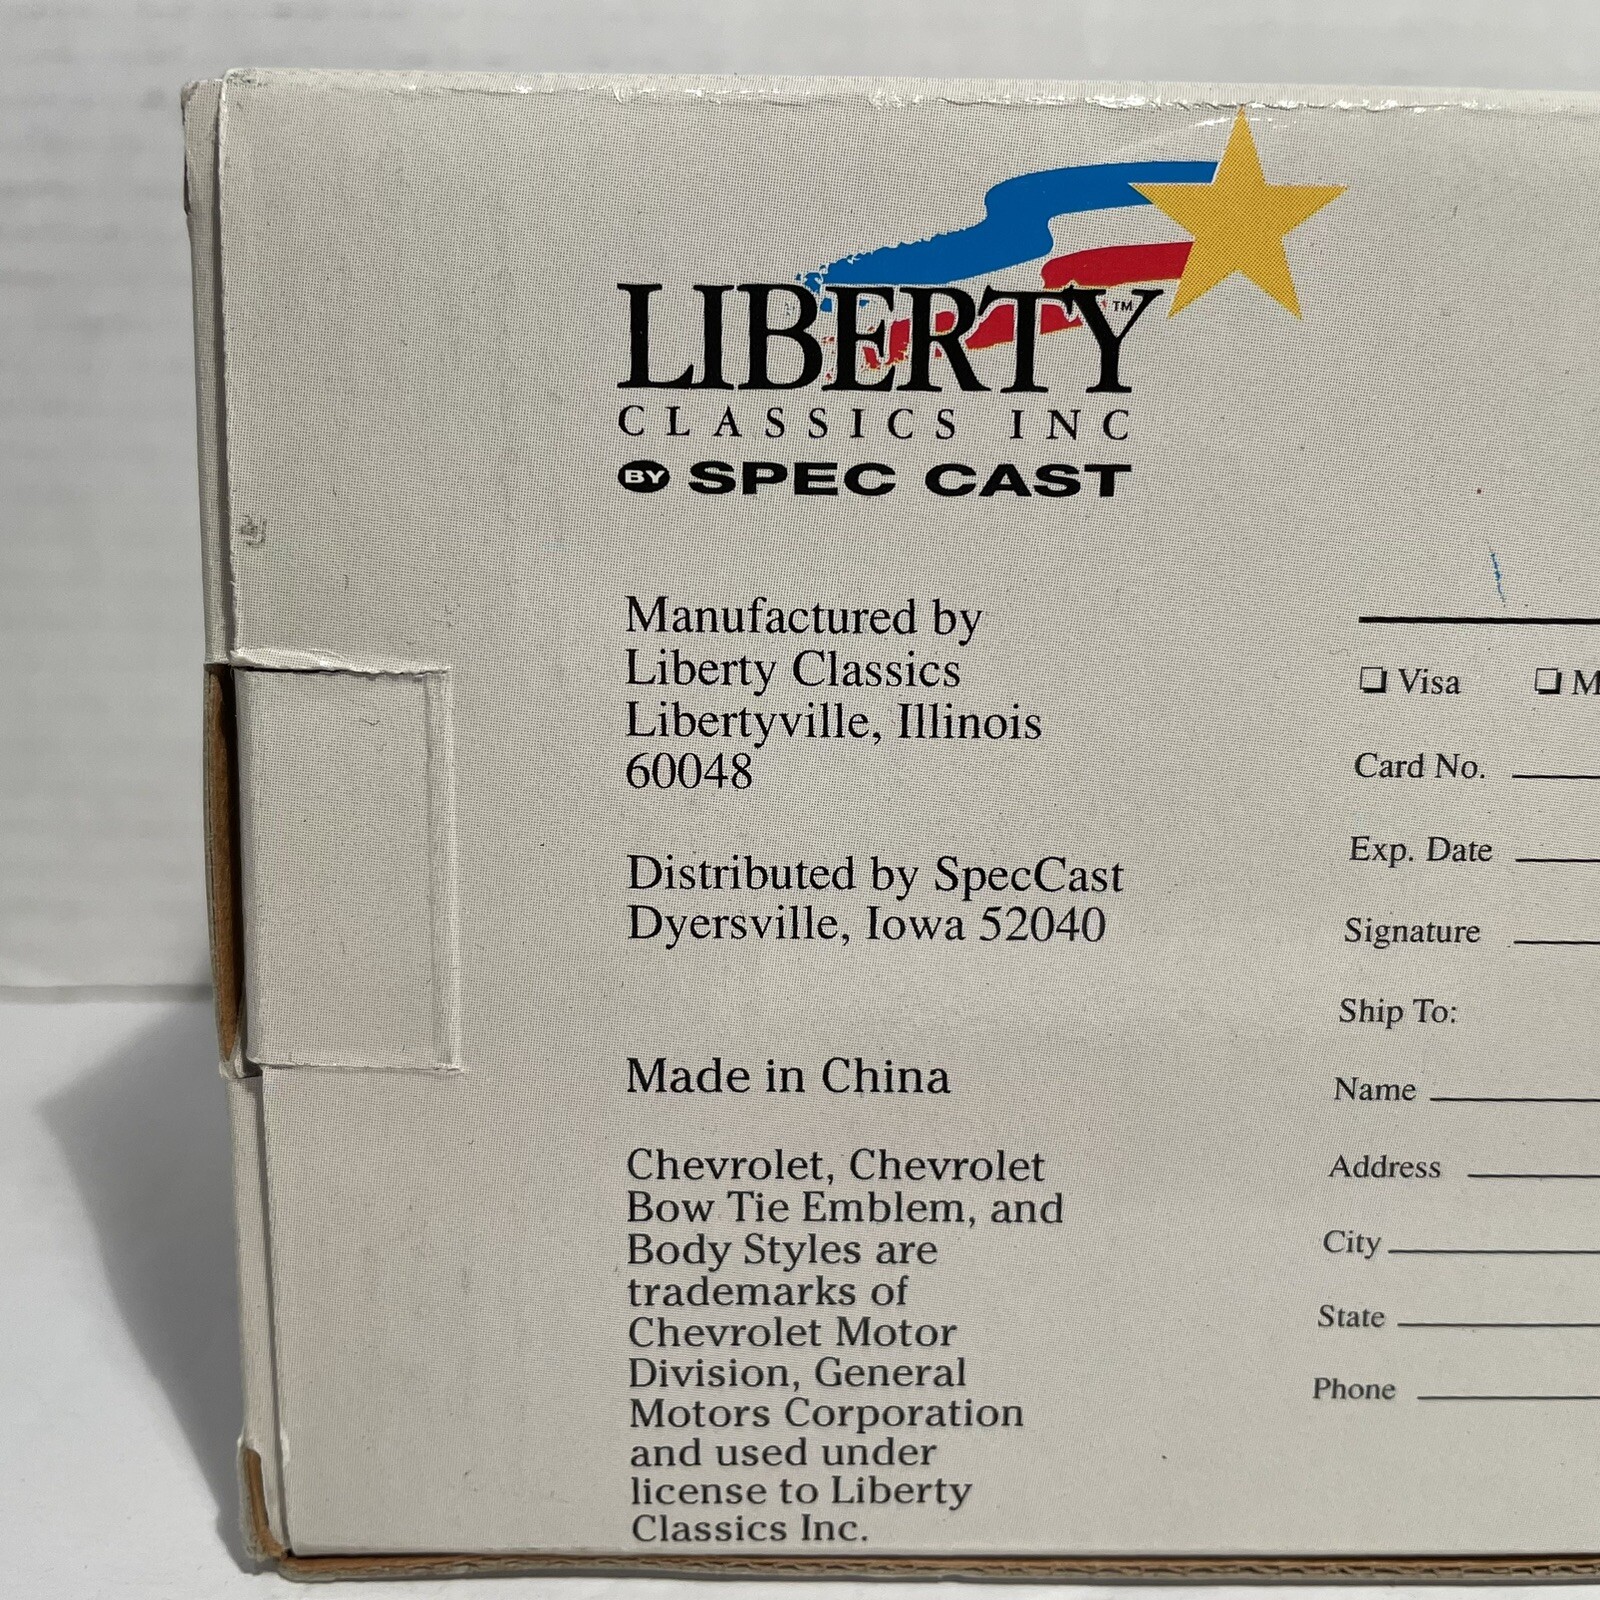 LIBERTY™
CLASSICS INC
BY SPEC CAST
Manufactured by
Liberty Classics
Libertyville, Illinois
60048
Distributed by SpecCast
Dyersville, Iowa 52040
Made in China
Chevrolet, Chevrolet
Bow Tie Emblem, and
Body Styles are
trademarks of
Chevrolet Motor
Division, General
Motors Corporation
and used under
license to Liberty
Classics Inc.
❏ Visa ❏ M
Card No.
Exp. Date
Signature
Ship To:
Name
Address
City
State
Phone